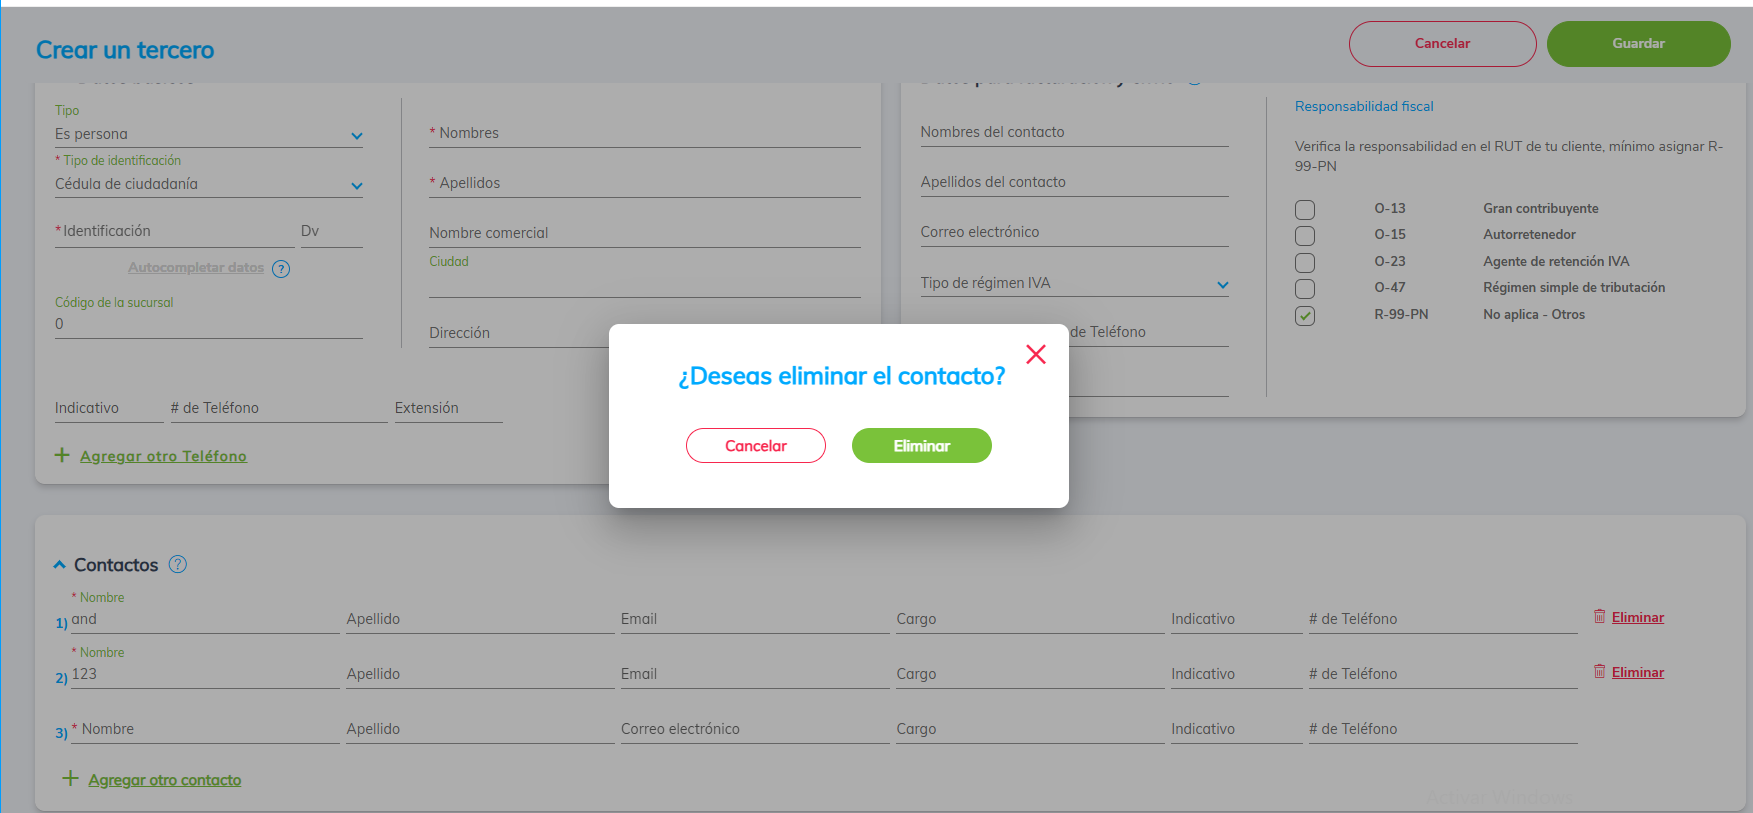 Crear un tercero
Cancelar
Guardar
Tipo
Es persona
* Tipo de identificación
Cédula de ciudadanía
* Identificación
Dv
Autocompletar datos ?
Código de la sucursal
0
* Nombres
* Apellidos
Nombre comercial
Ciudad
Dirección
Indicativo
# de Teléfono
Extensión
+ Agregar otro Teléfono
Nombres del contacto
Apellidos del contacto
Correo electrónico
Tipo de régimen IVA
de Teléfono
Responsabilidad fiscal
Verifica la responsabilidad en el RUT de tu cliente, mínimo asignar R-
99-PN
O-13 Gran contribuyente
O-15 Autorretenedor
O-23 Agente de retención IVA
O-47 Régimen simple de tributación
R-99-PN No aplica - Otros
¿Deseas eliminar el contacto?
Cancelar
Eliminar
Contactos ?
* Nombre
1) and Apellido Email Cargo Indicativo # de Teléfono Eliminar
* Nombre
2) 123 Apellido Email Cargo Indicativo # de Teléfono Eliminar
3) * Nombre Apellido Correo electrónico Cargo Indicativo # de Teléfono
+ Agregar otro contacto
Activar Windows